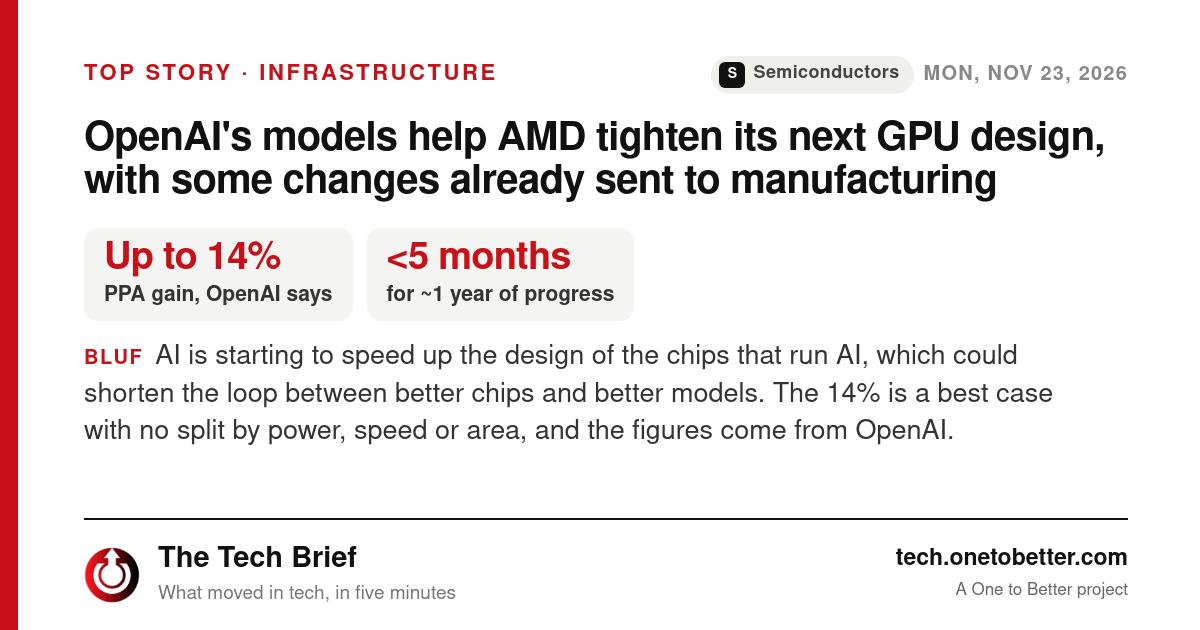 TOP STORY · INFRASTRUCTURE
S Semiconductors MON, NOV 23, 2026
OpenAI's models help AMD tighten its next GPU design,
with some changes already sent to manufacturing
Up to 14%
PPA gain, OpenAI says
<5 months
for ~1 year of progress
BLUF AI is starting to speed up the design of the chips that run AI, which could
shorten the loop between better chips and better models. The 14% is a best case
with no split by power, speed or area, and the figures come from OpenAI.
The Tech Brief
What moved in tech, in five minutes
tech.onetobetter.com
A One to Better project